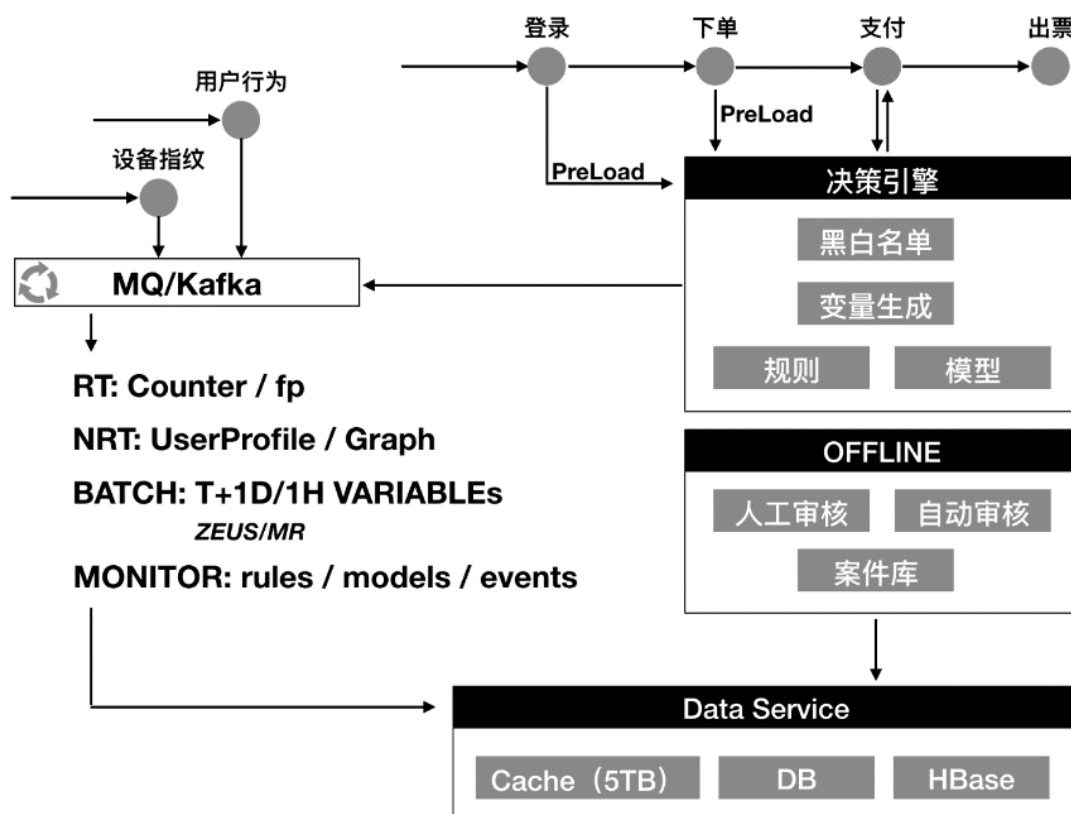 登录
下单
支付
出票
用户行为
设备指纹
PreLoad
PreLoad
决策引擎
黑白名单
变量生成
规则
模型
MQ/Kafka
RT: Counter / fp
NRT: UserProfile / Graph
BATCH: T+1D/1H VARIABLEs
ZEUS/MR
MONITOR: rules / models / events
OFFLINE
人工审核
自动审核
案件库
Data Service
Cache（5TB）
DB
HBase